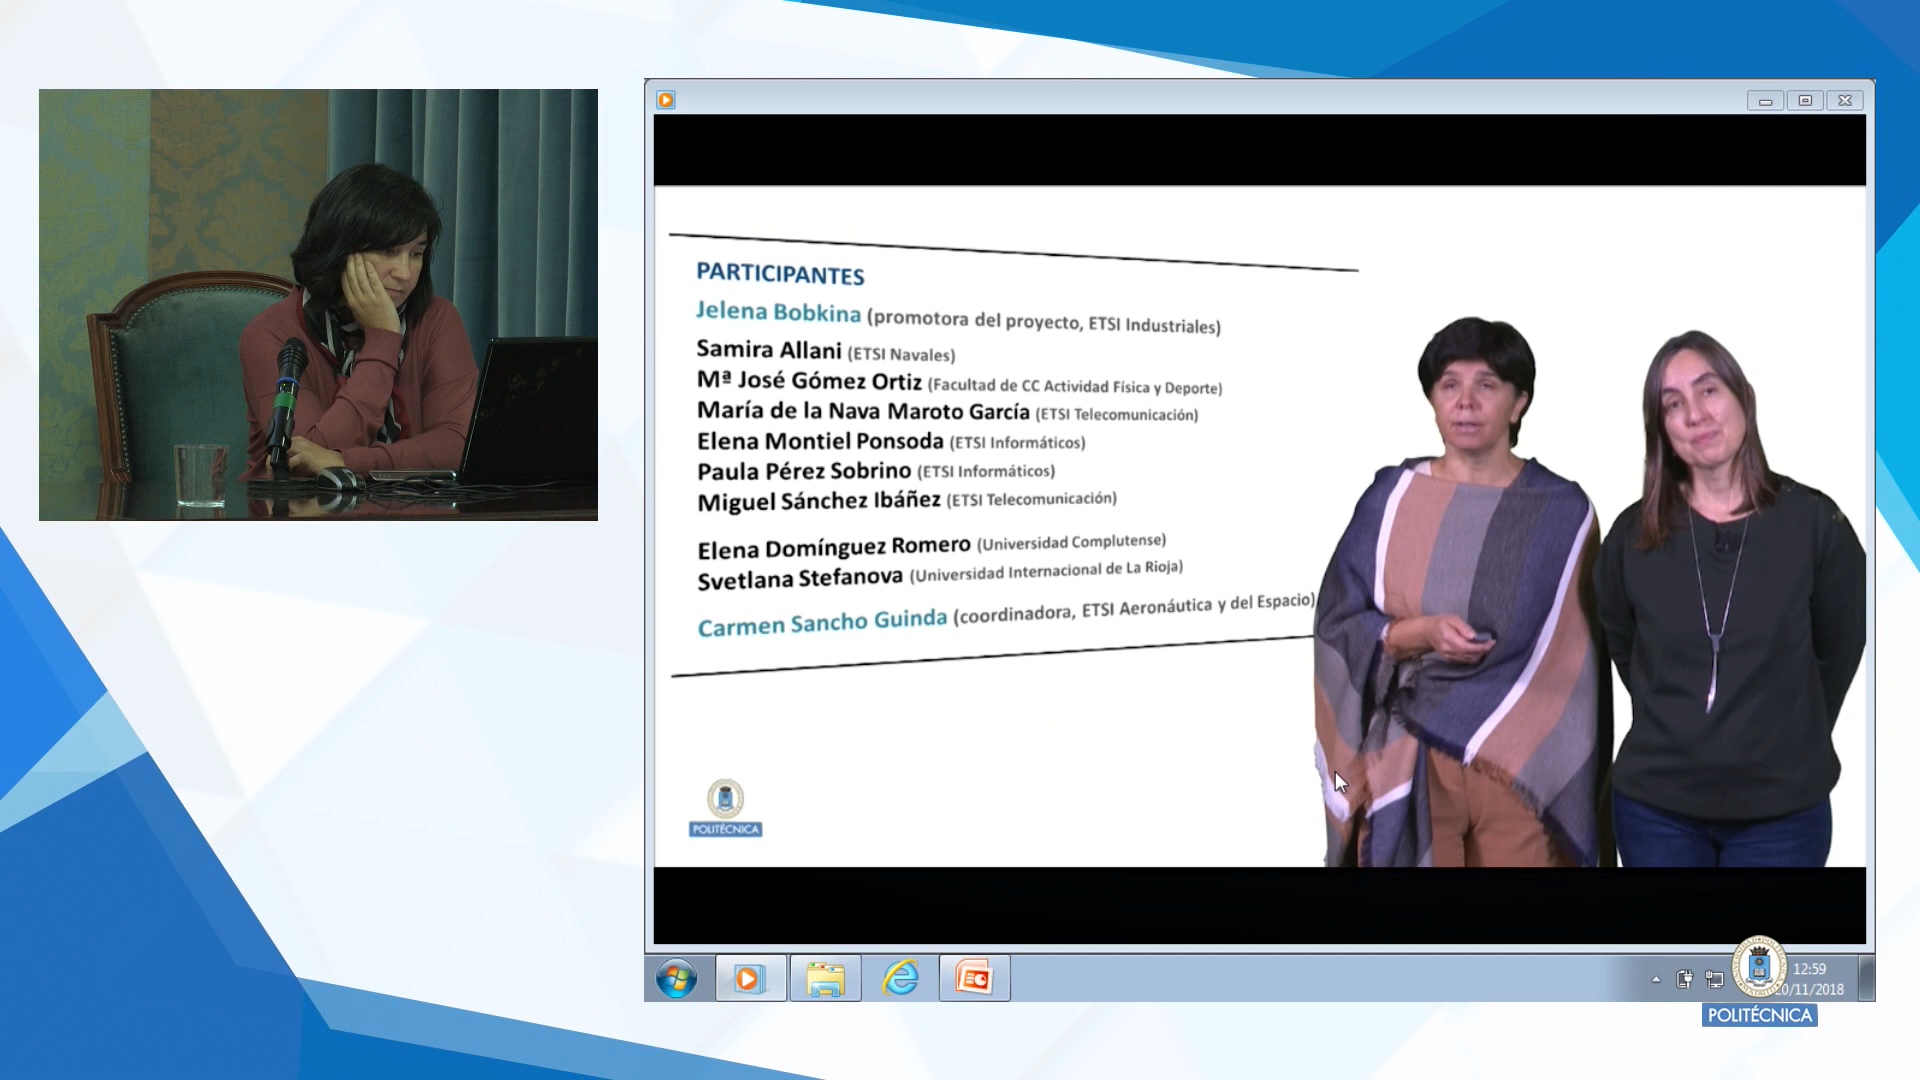 PARTICIPANTES
Jelena Bobkina (promotora del proyecto, ETSI Industriales)
Samira Allani (ETSI Navales)
Mª José Gómez Ortiz (Facultad de CC Actividad Física y Deporte)
María de la Nava Maroto García (ETSI Telecomunicación)
Elena Montiel Ponsoda (ETSI Informáticos)
Paula Pérez Sobrino (ETSI Informáticos)
Miguel Sánchez Ibáñez (ETSI Telecomunicación)
Elena Domínguez Romero (Universidad Complutense)
Svetlana Stefanova (Universidad Internacional de La Rioja)
Carmen Sancho Guinda (coordinadora, ETSI Aeronáutica y del Espacio)
POLITÉCNICA
12:59
0/11/2018
POLITÉCNICA